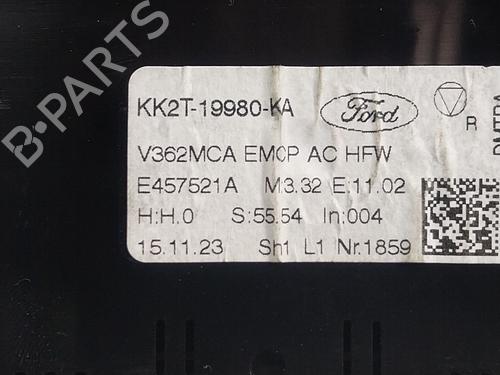 KK2T-19980-KA Ford
R
V362MCA EMCP AC HFW
E457521A M3.32 E:11.02
H:H.0 S:55.54 In:004
15.11.23 Sh1 L1 Nr.1859
B-PARTS